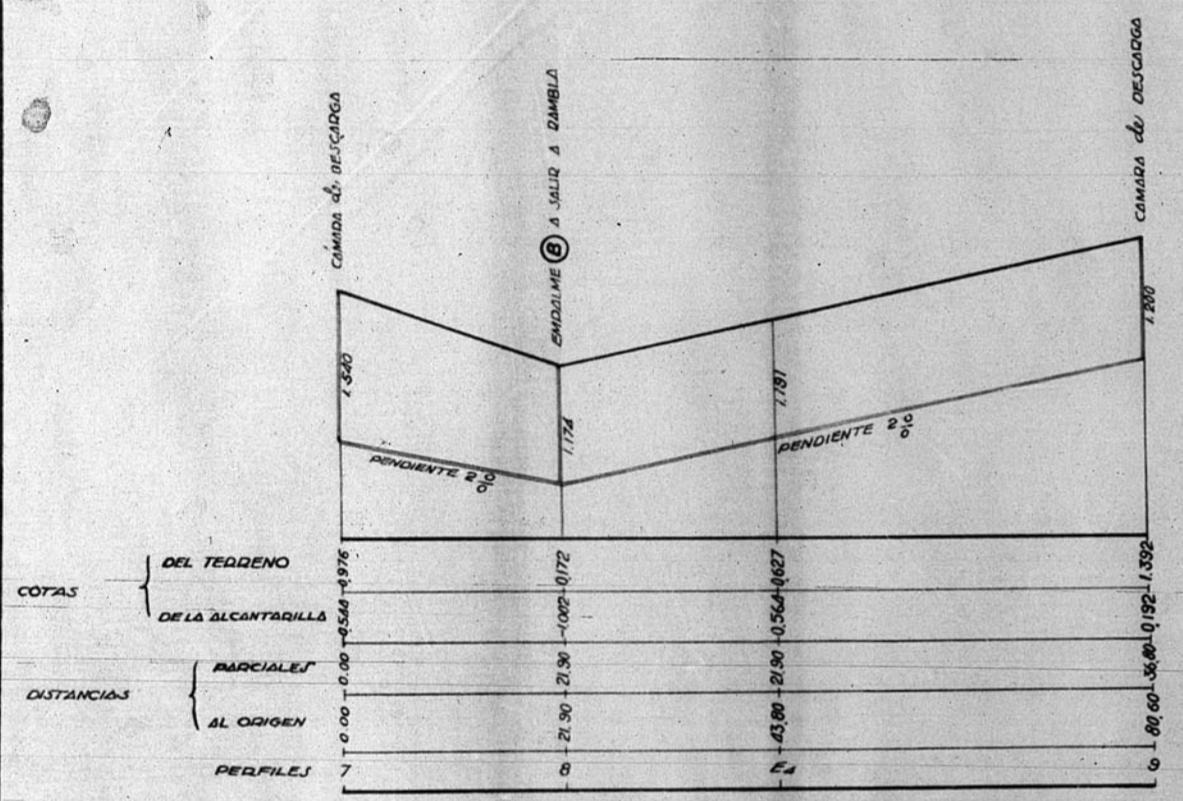 CÁMARA de DESCARGA
EMPALME B A SALIR A RAMBLA
CAMARA de DESCARGA
1.540
1.174
1.191
1.200
PENDIENTE 2%
PENDIENTE 2%
COTAS
DEL TERRENO 0,976 0,172 0,627 1.392
DE LA ALCANTARILLA -1.002 -0.564 0,192
DISTANCIAS
PARCIALES 0.00 21,90 21,90 36,80
AL ORIGEN 0.00 21,90 43,80 80,60
PERFILES 7 8 E4 9